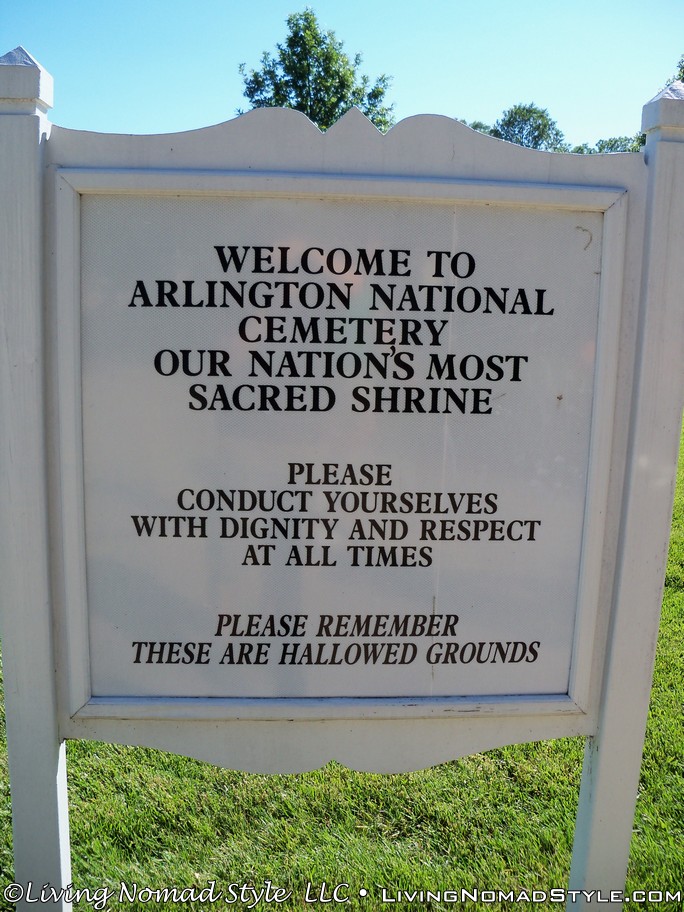 WELCOME TO
ARLINGTON NATIONAL
CEMETERY
OUR NATION'S MOST
SACRED SHRINE
PLEASE
CONDUCT YOURSELVES
WITH DIGNITY AND RESPECT
AT ALL TIMES
PLEASE REMEMBER
THESE ARE HALLOWED GROUNDS
©Living Nomad Style LLC • LivingNomadStyle.com